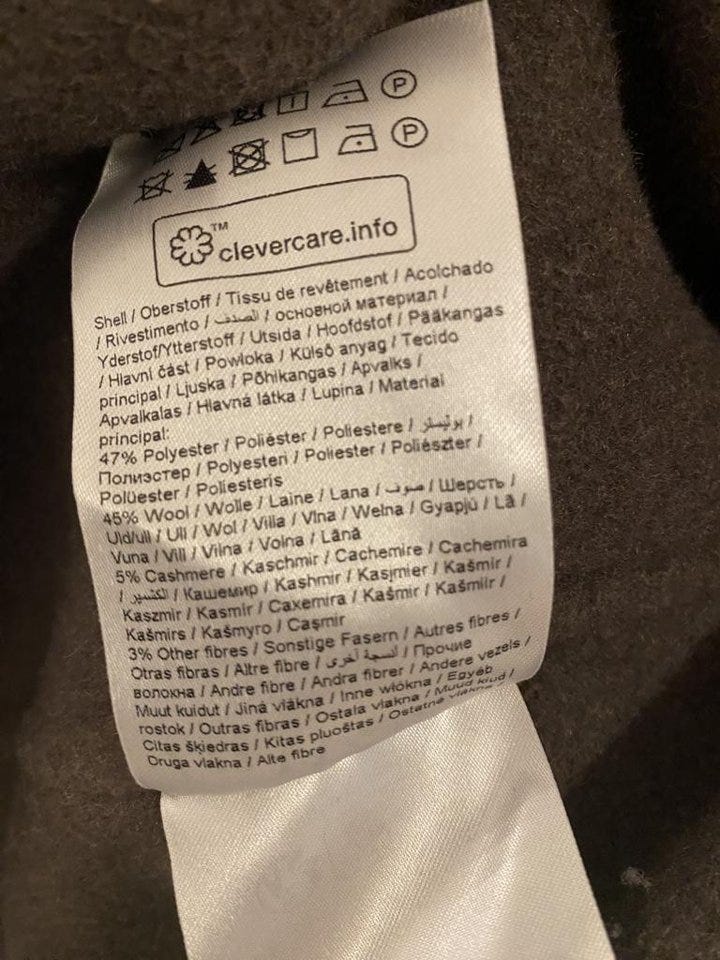 P
P
™
clevercare.info
Shell / Oberstoff / Tissu de revêtement / Acolchado
/ Rivestimento / الصدف / основной материал /
Yderstof/Ytterstoff / Utsida / Hoofdstof / Pääkangas
/ Hlavní část / Powłoka / Külső anyag / Tecido
principal / Ljuska / Põhikangas / Apvalks /
Apvalkalas / Hlavná látka / Lupina / Material
principal:
47% Polyester / Poliéster / Poliestere / بوليستر /
Полиэстер / Polyesteri / Poliester / Poliészter /
Polüester / Poliesteris
45% Wool / Wolle / Laine / Lana / صوف / Шерсть /
Uld/ull / Ull / Wol / Villa / Vlna / Wełna / Gyapjú / Lã /
Vuna / Vill / Vilna / Volna / Lână
5% Cashmere / Kaschmir / Cachemire / Cachemira
/ الكشمير / Кашемир / Kashmir / Kasjmier / Kašmír /
Kaszmir / Kasmír / Caxemira / Kašmir / Kašmiir /
Kašmirs / Kašmyro / Cașmir
3% Other fibres / Sonstige Fasern / Autres fibres /
Otras fibras / Altre fibre / أنسجة أخرى / Прочие
волокна / Andre fibre / Andra fibrer / Andere vezels /
Muut kuidut / Jiná vlákna / Inne włókna / Egyéb
rostok / Outras fibras / Ostala vlakna / Muud kiud /
Citas šķiedras / Kitas pluoštas / Ostatné vlákna /
Druga vlakna / Alte fibre